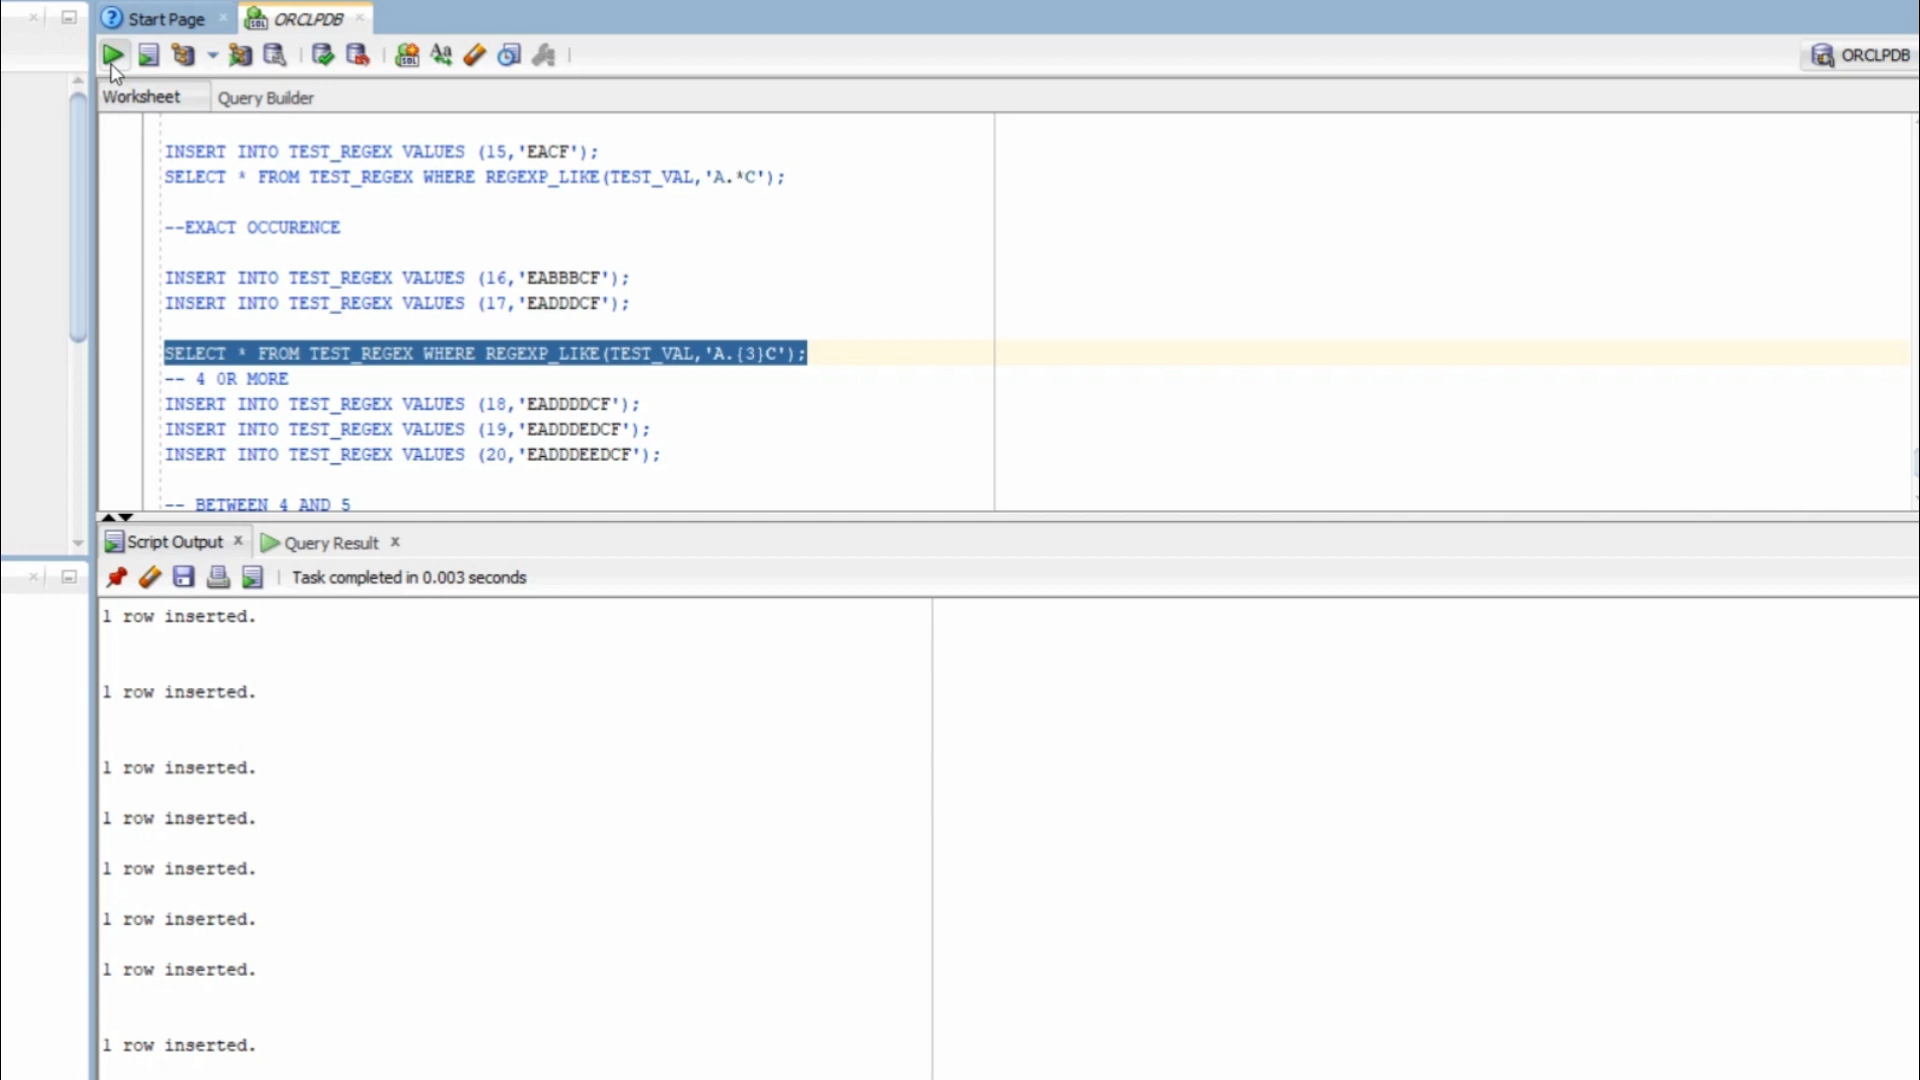 Start Page
ORCLPDB
ORCLPDB
Worksheet
Query Builder
INSERT INTO TEST_REGEX VALUES (15,'EACF');
SELECT * FROM TEST_REGEX WHERE REGEXP_LIKE(TEST_VAL,'A.*C');
--EXACT OCCURENCE
INSERT INTO TEST_REGEX VALUES (16,'EABBBCF');
INSERT INTO TEST_REGEX VALUES (17,'EADDDCF');
SELECT * FROM TEST_REGEX WHERE REGEXP_LIKE(TEST_VAL,'A.{3}C');
-- 4 OR MORE
INSERT INTO TEST_REGEX VALUES (18,'EADDDDCF');
INSERT INTO TEST_REGEX VALUES (19,'EADDDEDCF');
INSERT INTO TEST_REGEX VALUES (20,'EADDDEEDCF');
-- BETWEEN 4 AND 5
Script Output
Query Result
Task completed in 0.003 seconds
1 row inserted.
1 row inserted.
1 row inserted.
1 row inserted.
1 row inserted.
1 row inserted.
1 row inserted.
1 row inserted.